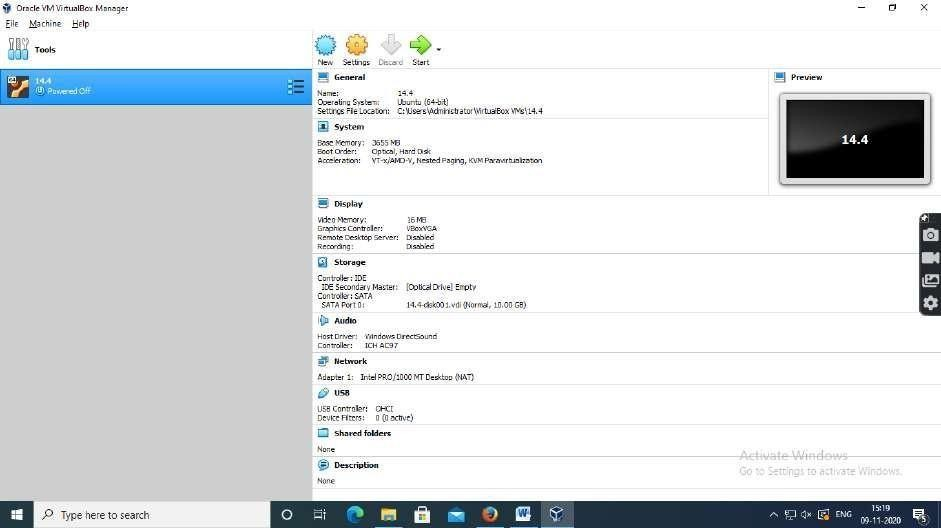 Oracle VM VirtualBox Manager
File Machine Help
Tools
New Settings Discard Start
64
14.4
Powered Off
General
Name: 14.4
Operating System: Ubuntu (64-bit)
Settings File Location: C:\Users\Administrator\VirtualBox VMs\14.4
Preview
14.4
System
Base Memory: 3655 MB
Boot Order: Optical, Hard Disk
Acceleration: VT-x/AMD-V, Nested Paging, KVM Paravirtualization
Display
Video Memory: 16 MB
Graphics Controller: VBoxVGA
Remote Desktop Server: Disabled
Recording: Disabled
Storage
Controller: IDE
IDE Secondary Master: [Optical Drive] Empty
Controller: SATA
SATA Port 0: 14.4-disk001.vdi (Normal, 10.00 GB)
Audio
Host Driver: Windows DirectSound
Controller: ICH AC97
Network
Adapter 1: Intel PRO/1000 MT Desktop (NAT)
USB
USB Controller: OHCI
Device Filters: 0 (0 active)
Shared folders
None
Description
None
Activate Windows
Go to Settings to activate Windows.
Type here to search
ENG
15:19
09-11-2020
5